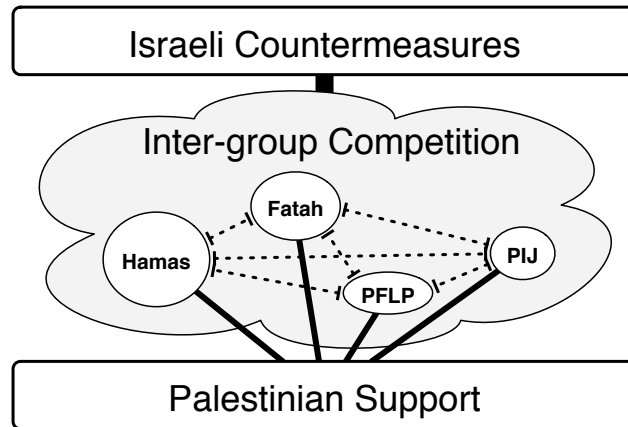 Israeli Countermeasures
Inter-group Competition
Fatah
Hamas
PIJ
PFLP
Palestinian Support